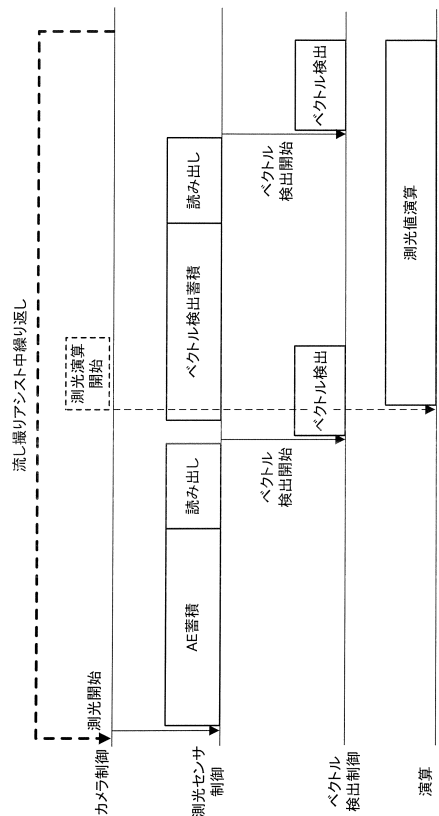 流し撮りアシスト中繰り返し
測光演算
開始
カメラ制御
測光開始
測光センサ
制御
AE蓄積
読み出し
ベクトル検出蓄積
読み出し
ベクトル
検出開始
ベクトル
検出開始
ベクトル
検出制御
ベクトル検出
ベクトル検出
演算
測光値演算